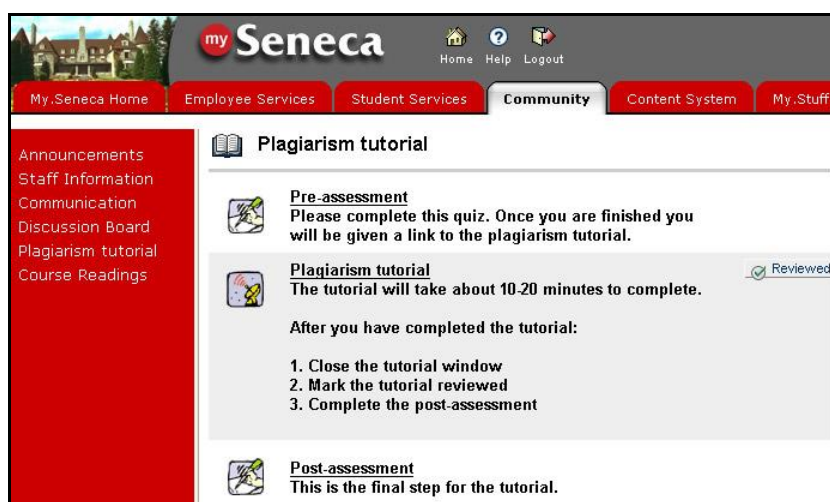 my Seneca
Home Help Logout
My.Seneca Home Employee Services Student Services Community Content System My.Stuff
Announcements
Staff Information
Communication
Discussion Board
Plagiarism tutorial
Course Readings
Plagiarism tutorial
Pre-assessment
Please complete this quiz. Once you are finished you
will be given a link to the plagiarism tutorial.
Plagiarism tutorial
Reviewed
The tutorial will take about 10-20 minutes to complete.
After you have completed the tutorial:
1. Close the tutorial window
2. Mark the tutorial reviewed
3. Complete the post-assessment
Post-assessment
This is the final step for the tutorial.